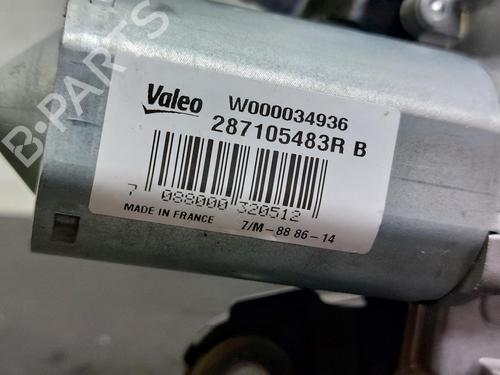 B-PARTS
Valeo W000034936
287105483R B
7 088000 320512
MADE IN FRANCE 7/M-88 86-14